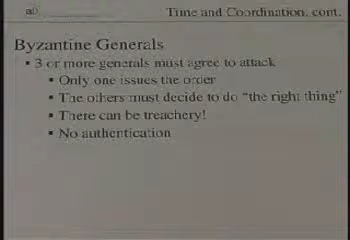 Time and Coordination, cont.
Byzantine Generals
▪ 3 or more generals must agree to attack
▪ Only one issues the order
▪ The others must decide to do “the right thing”
▪ There can be treachery!
▪ No authentication